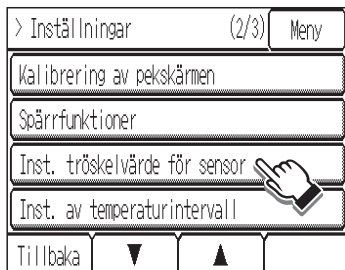 > Inställningar (2/3) Meny
Kalibrering av pekskärmen
Spärrfunktioner
Inst. tröskelvärde för sensor
Inst. av temperaturintervall
Tillbaka ▼ ▲